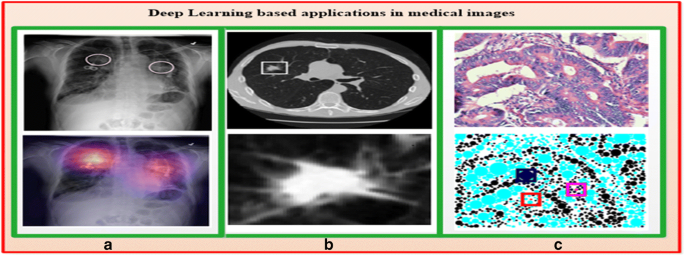 Deep Learning based applications in medical images
a
b
c